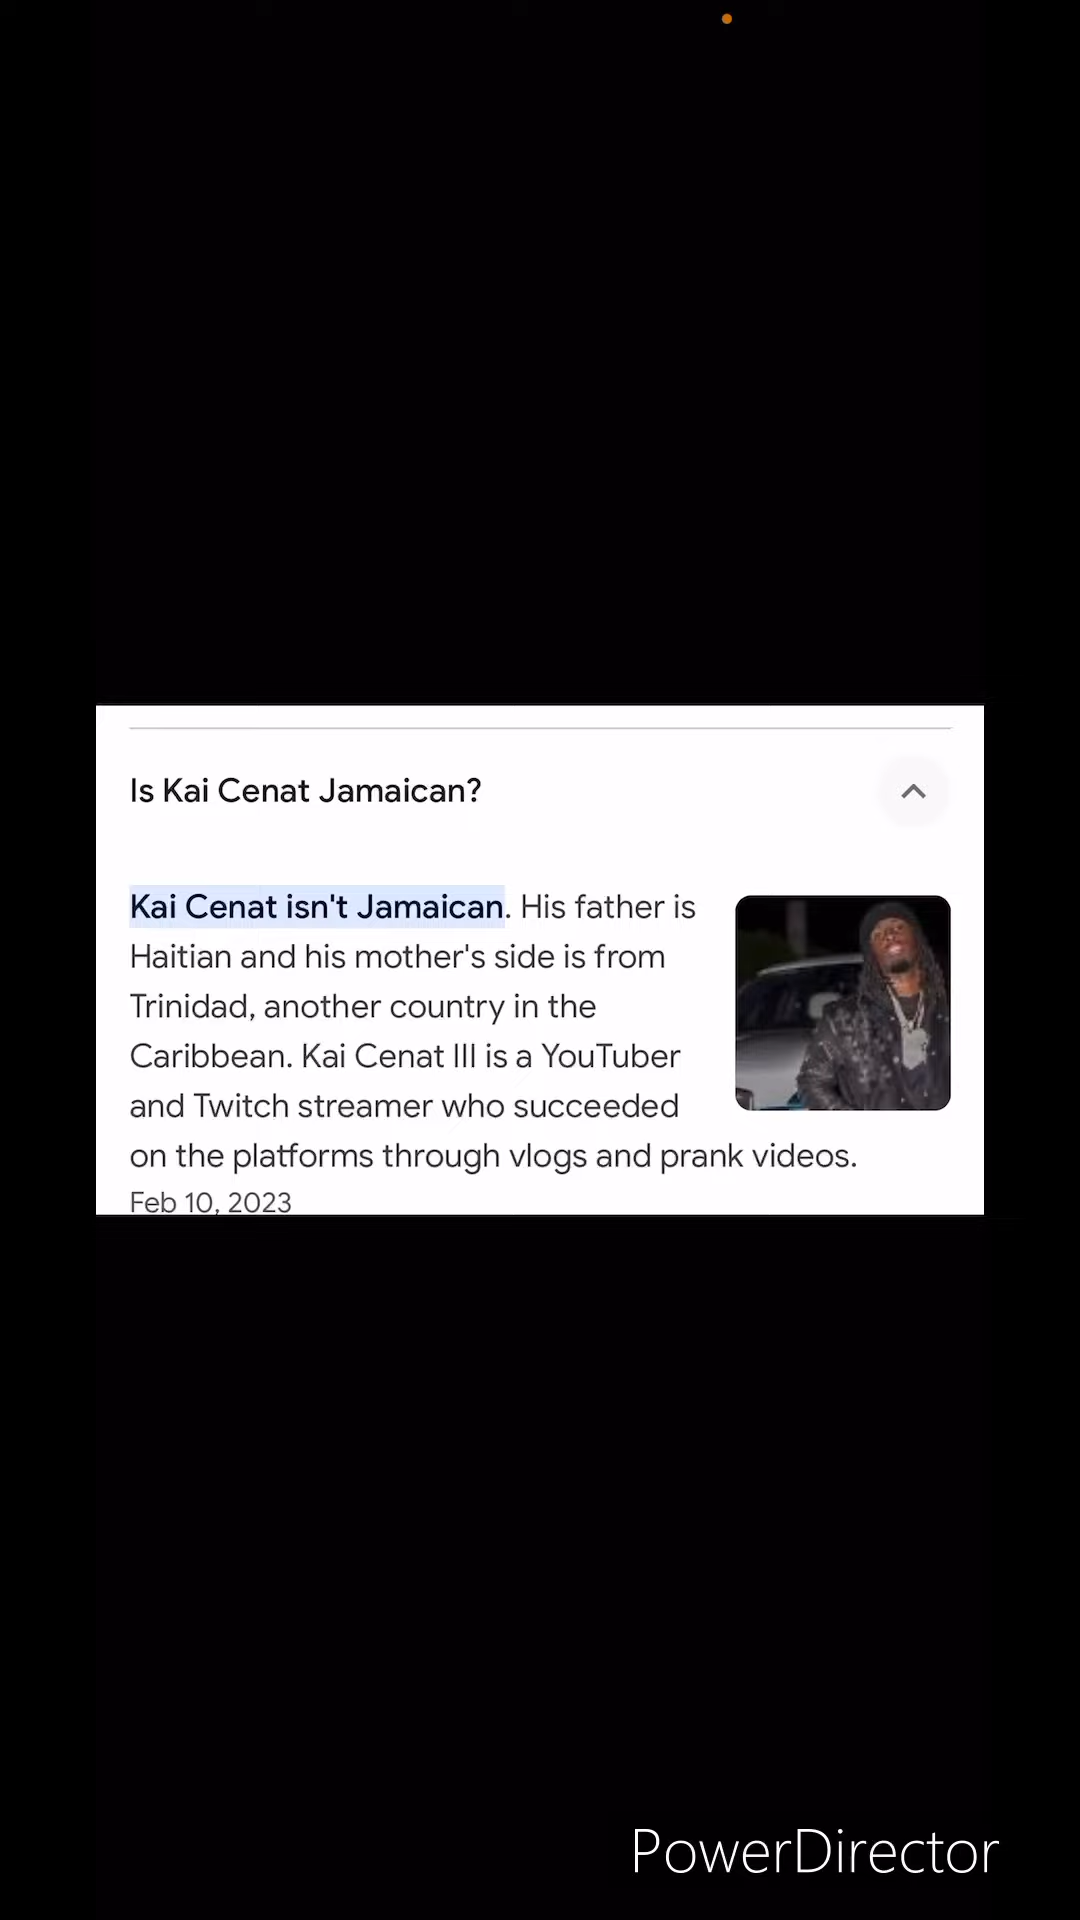 Is Kai Cenat Jamaican?
Kai Cenat isn't Jamaican. His father is
Haitian and his mother's side is from
Trinidad, another country in the
Caribbean. Kai Cenat III is a YouTuber
and Twitch streamer who succeeded
on the platforms through vlogs and prank videos.
Feb 10, 2023
PowerDirector